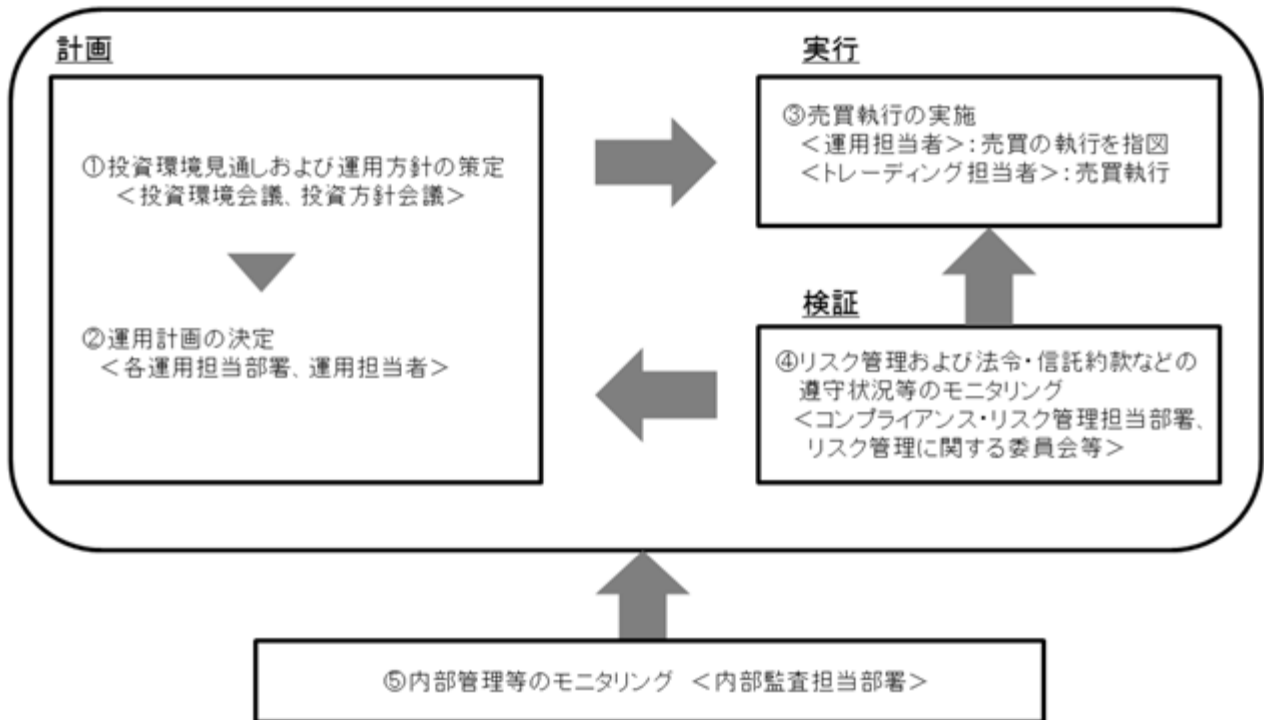 計画
①投資環境見通しおよび運用方針の策定
＜投資環境会議、投資方針会議＞
②運用計画の決定
＜各運用担当部署、運用担当者＞
実行
③売買執行の実施
＜運用担当者＞：売買の執行を指図
＜トレーディング担当者＞：売買執行
検証
④リスク管理および法令・信託約款などの
遵守状況等のモニタリング
＜コンプライアンス・リスク管理担当部署、
リスク管理に関する委員会等＞
⑤内部管理等のモニタリング ＜内部監査担当部署＞